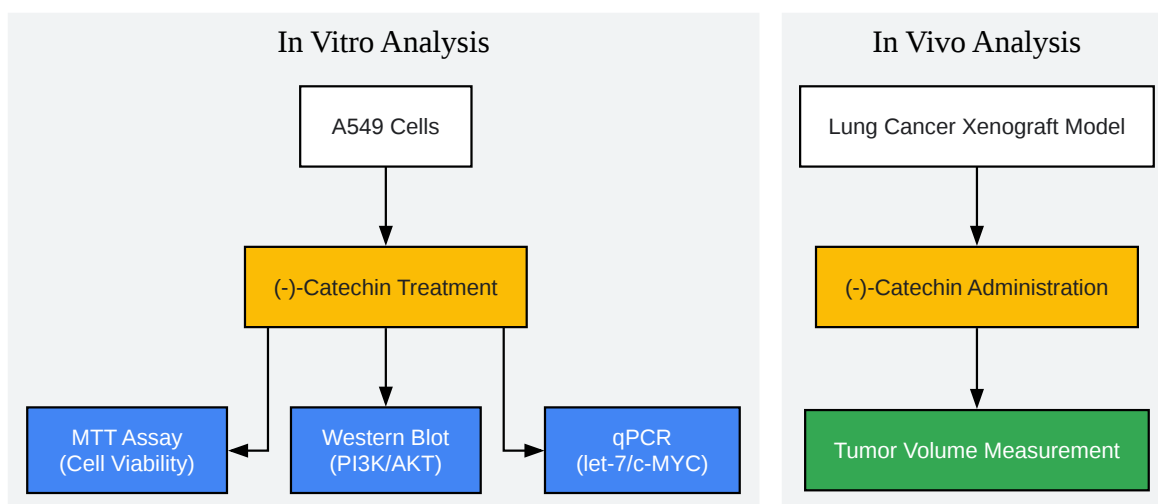 In Vitro Analysis
A549 Cells
(-)-Catechin Treatment
MTT Assay
(Cell Viability)
Western Blot
(PI3K/AKT)
qPCR
(let-7/c-MYC)
In Vivo Analysis
Lung Cancer Xenograft Model
(-)-Catechin Administration
Tumor Volume Measurement